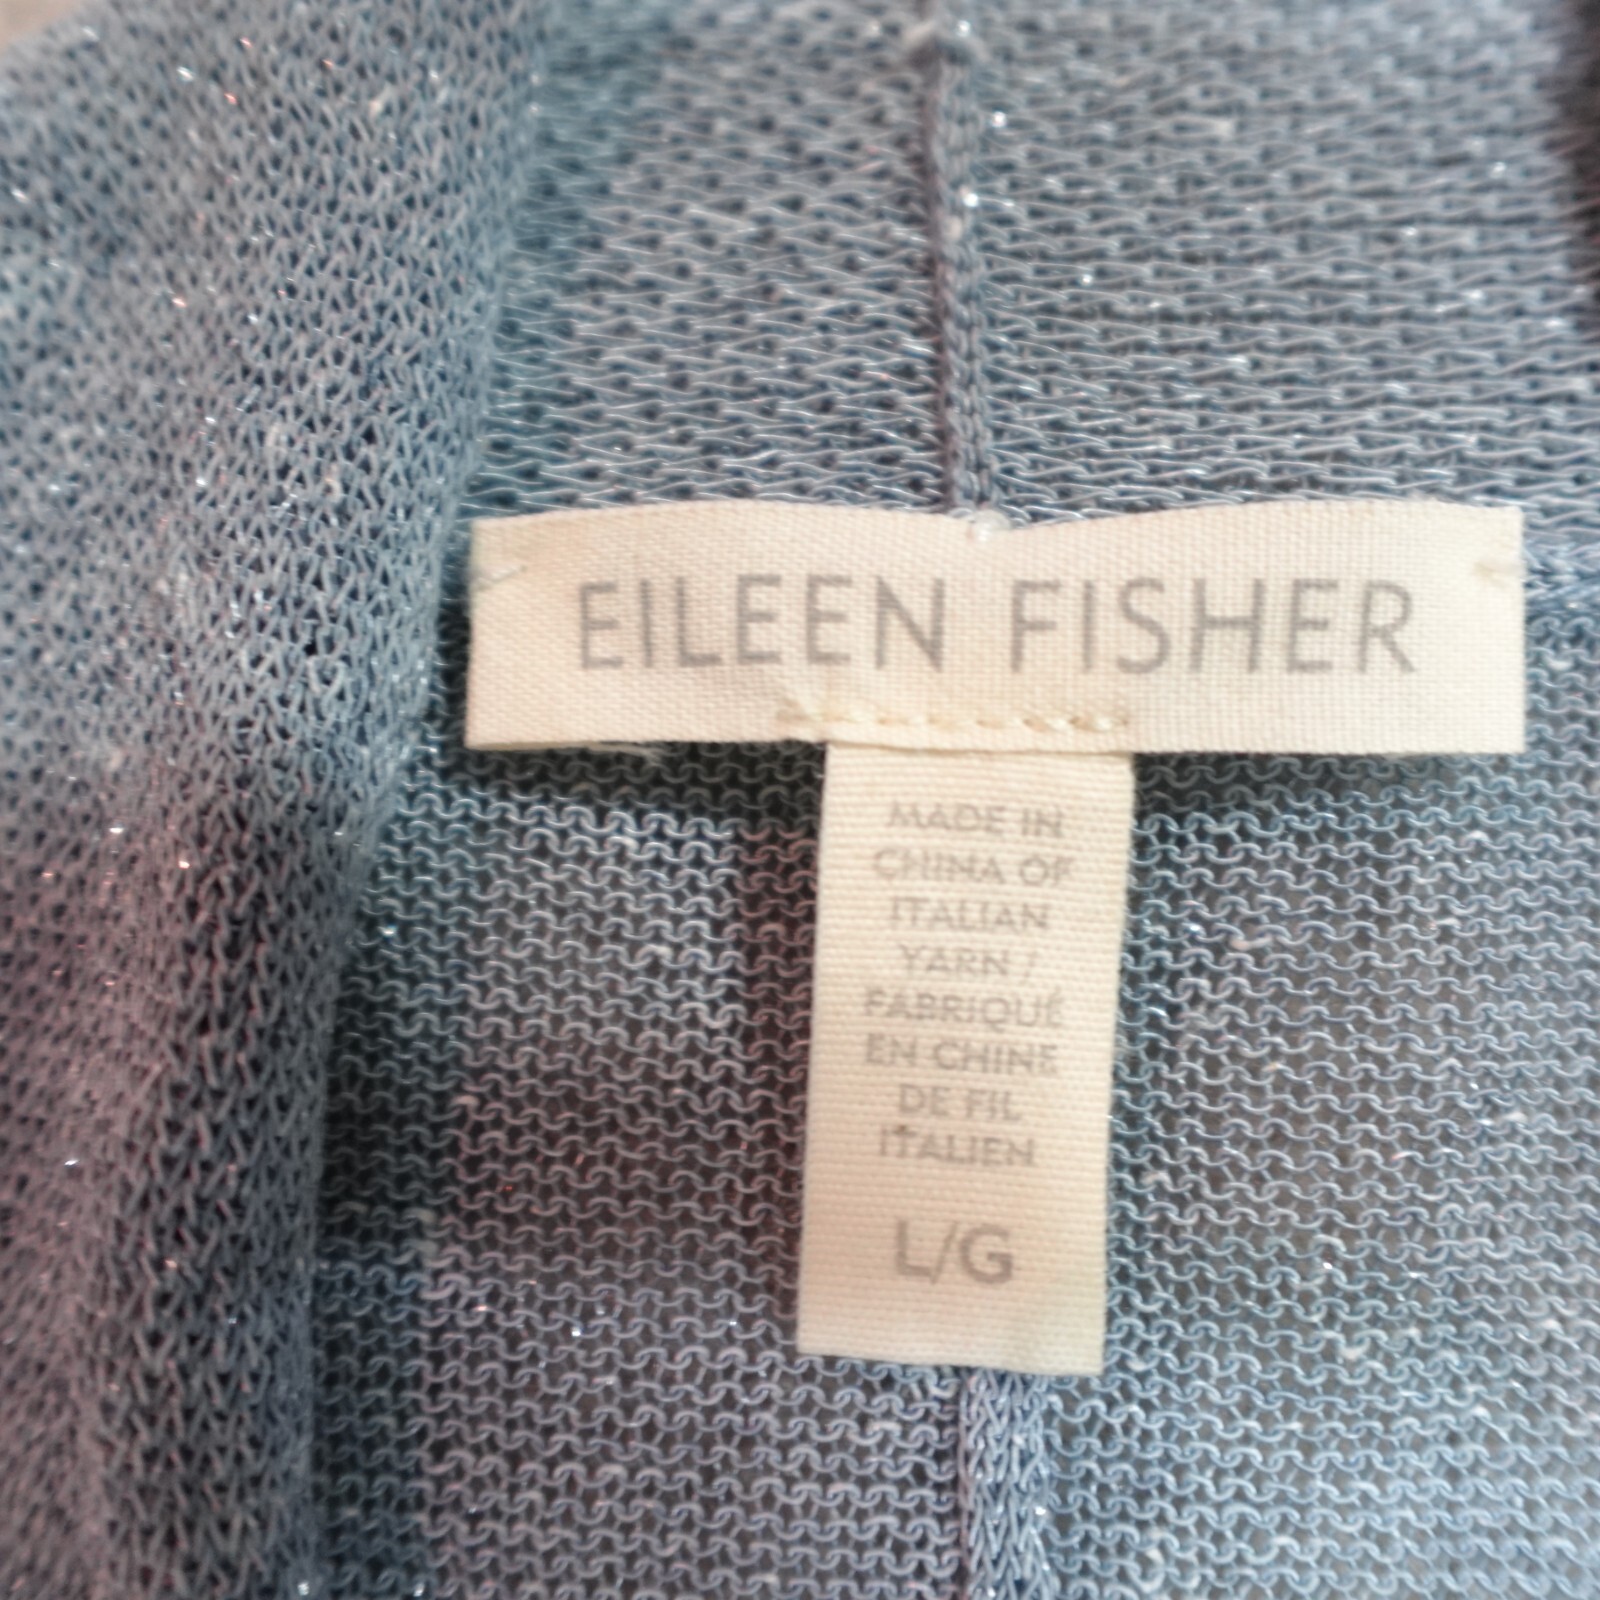 EILEEN FISHER
MADE IN
CHINA OF
ITALIAN
YARN /
FABRIQUÉ
EN CHINE
DE FIL
ITALIEN
L/G